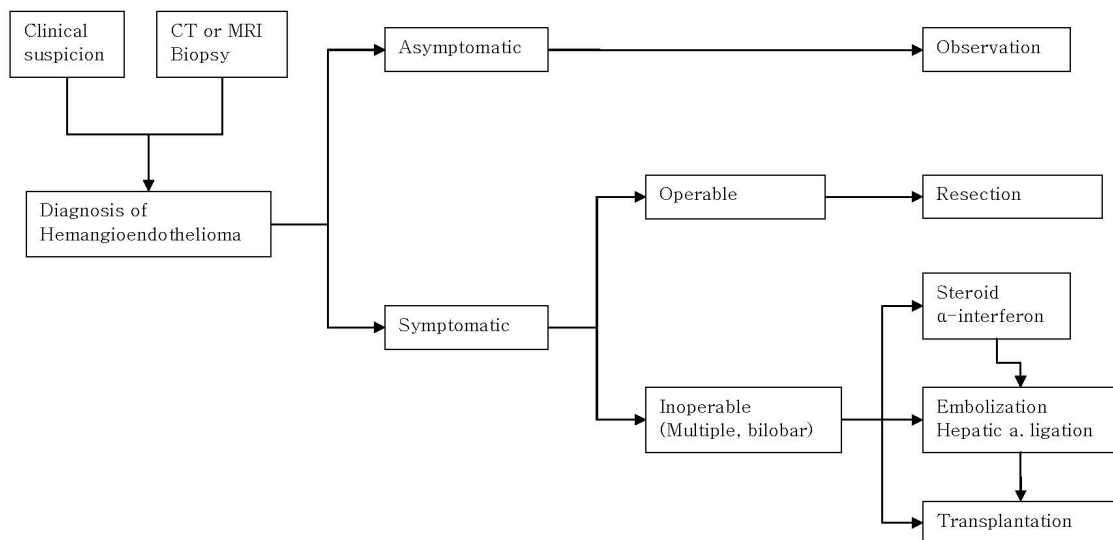 Clinical
suspicion
CT or MRI
Biopsy
Asymptomatic
Observation
Diagnosis of
Hemangioendothelioma
Operable
Resection
Symptomatic
Steroid
α-interferon
Inoperable
(Multiple, bilobar)
Embolization
Hepatic a. ligation
Transplantation